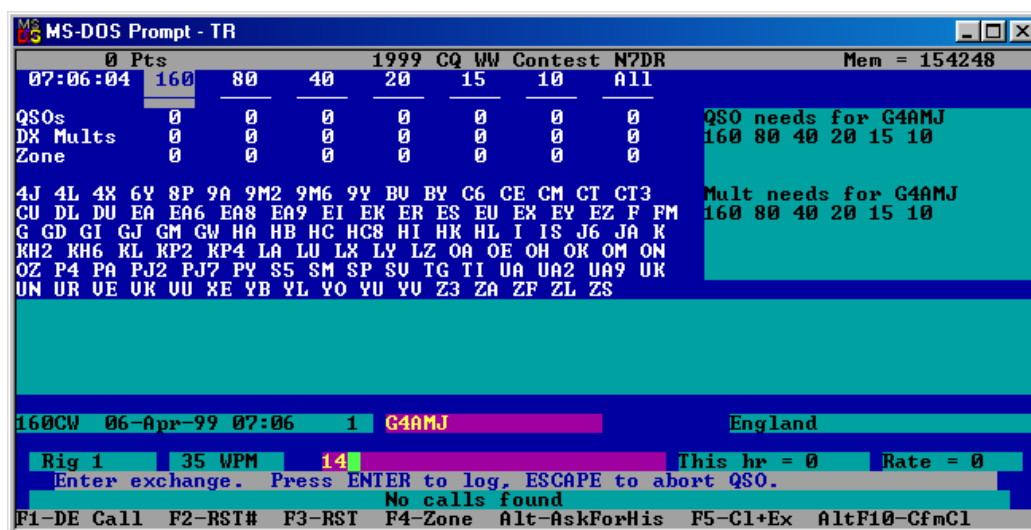 MS-DOS Prompt - TR
0 Pts 1999 CQ WW Contest N7DR Mem = 154248
07:06:04 160 80 40 20 15 10 All
QSOs 0 0 0 0 0 0 0 QSO needs for G4AMJ
DX Mults 0 0 0 0 0 0 0 160 80 40 20 15 10
Zone 0 0 0 0 0 0 0
4J 4L 4X 6Y 8P 9A 9M2 9M6 9Y BV BY C6 CE CM CT CT3 Mult needs for G4AMJ
CU DL DU EA EA6 EA8 EA9 EI EK ER ES EU EX EY EZ F FM 160 80 40 20 15 10
G GD GI GJ GM GW HA HB HC HC8 HI HK HL I IS J6 JA K
KH2 KH6 KL KP2 KP4 LA LU LX LY LZ OA OE OH OK OM ON
OZ P4 PA PJ2 PJ7 PY S5 SM SP SV TG TI UA UA2 UA9 UK
UN UR VE VK VU XE YB YL YO YU YV Z3 ZA ZF ZL ZS
160CW 06-Apr-99 07:06 1 G4AMJ England
Rig 1 35 WPM 14 This hr = 0 Rate = 0
Enter exchange. Press ENTER to log, ESCAPE to abort QSO.
No calls found
F1-DE Call F2-RST# F3-RST F4-Zone Alt-AskForHis F5-Cl+Ex AltF10-CfmCl